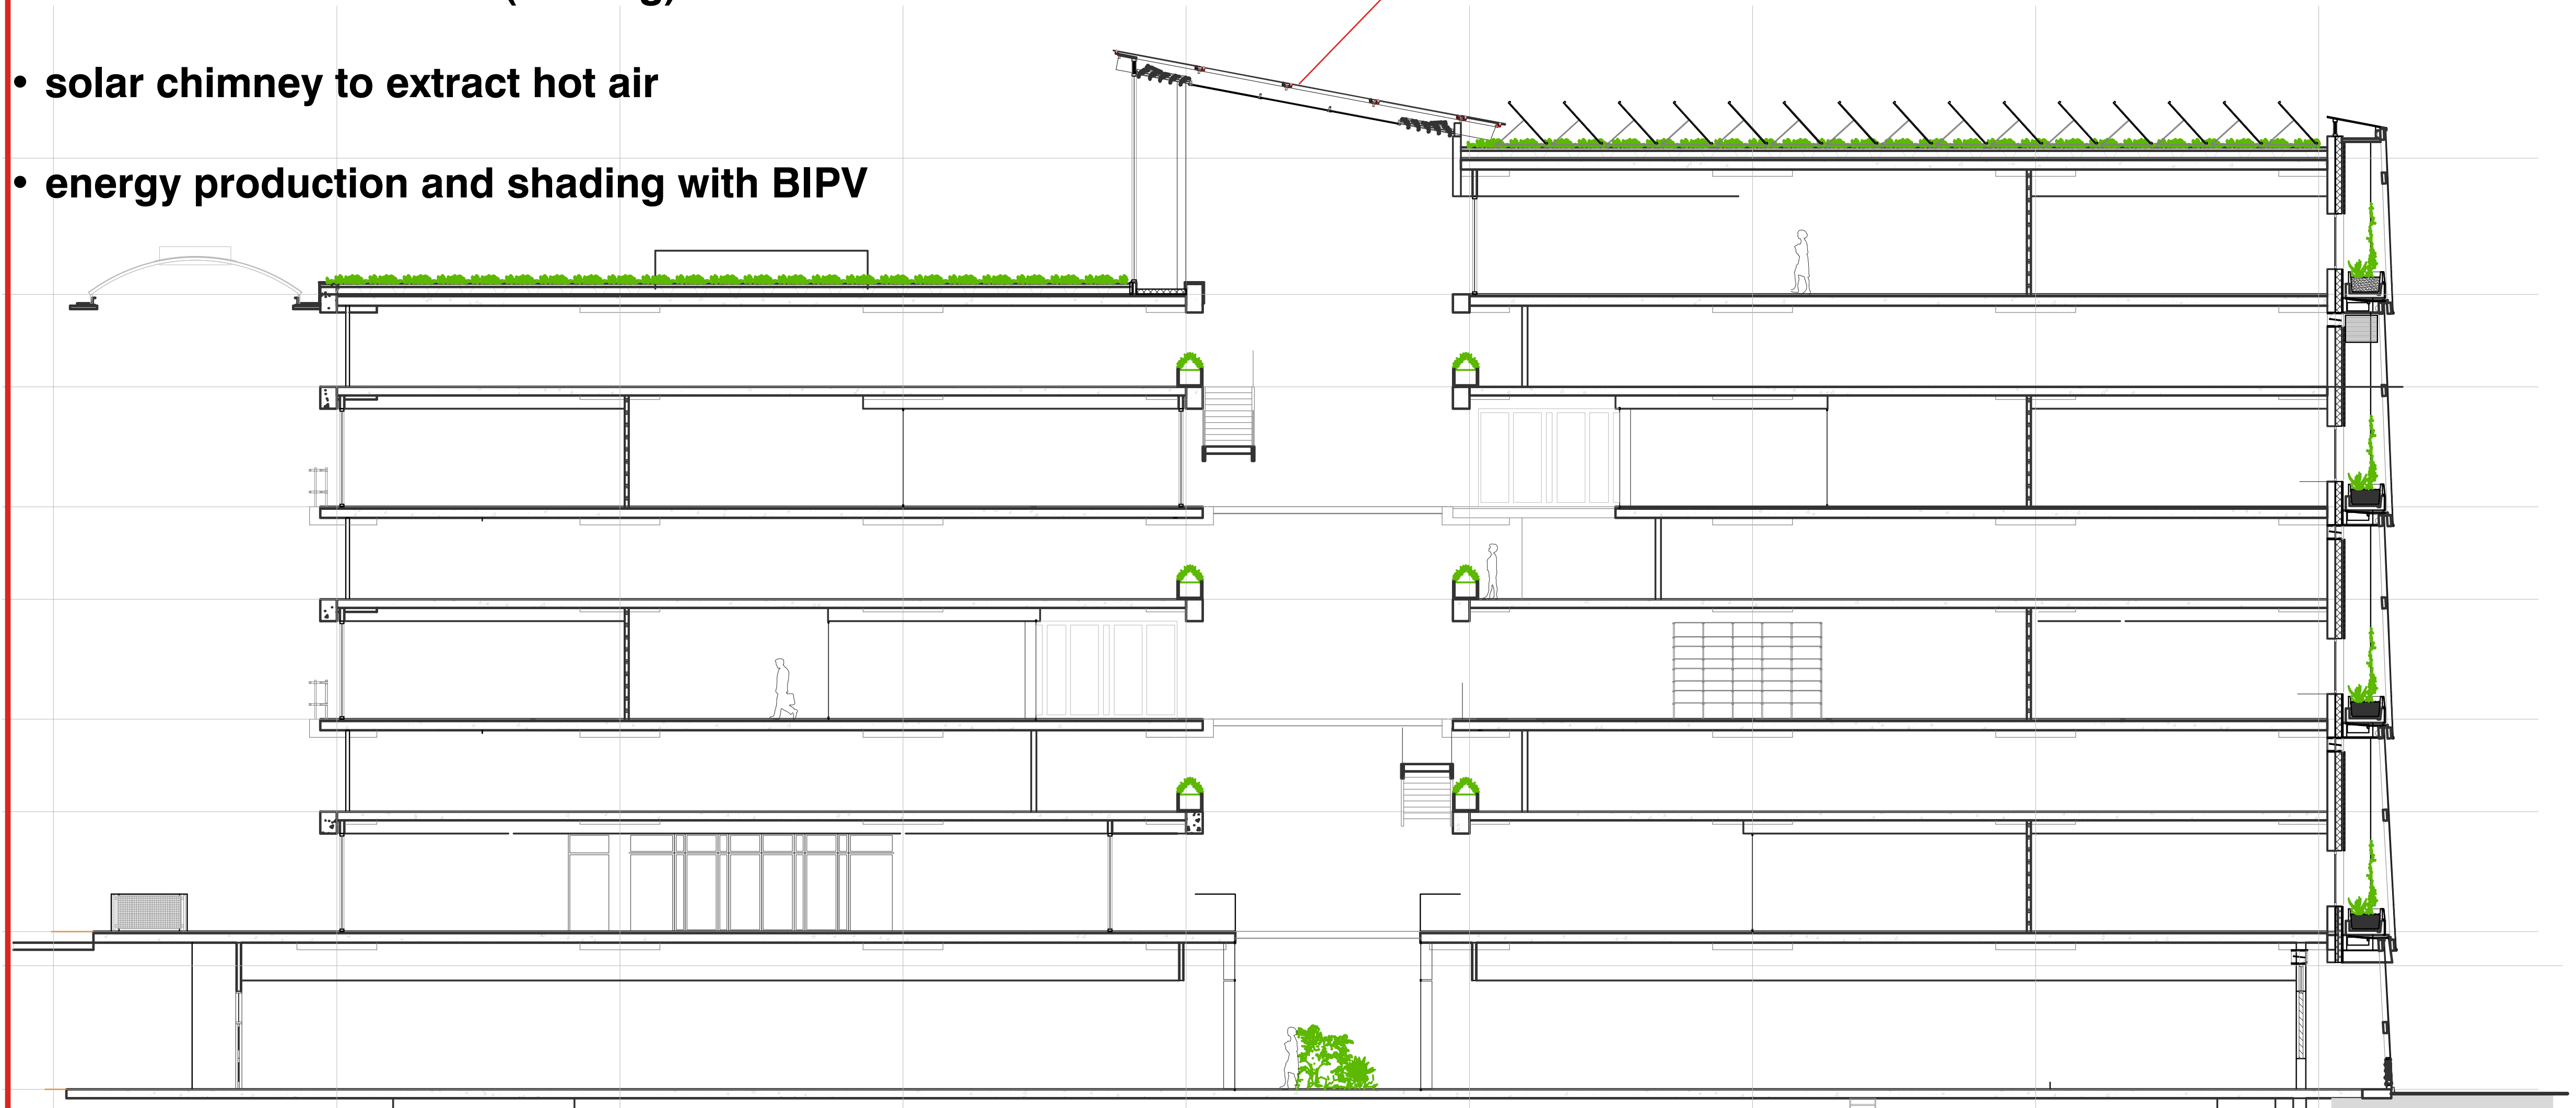 • solar chimney to extract hot air
• energy production and shading with BIPV